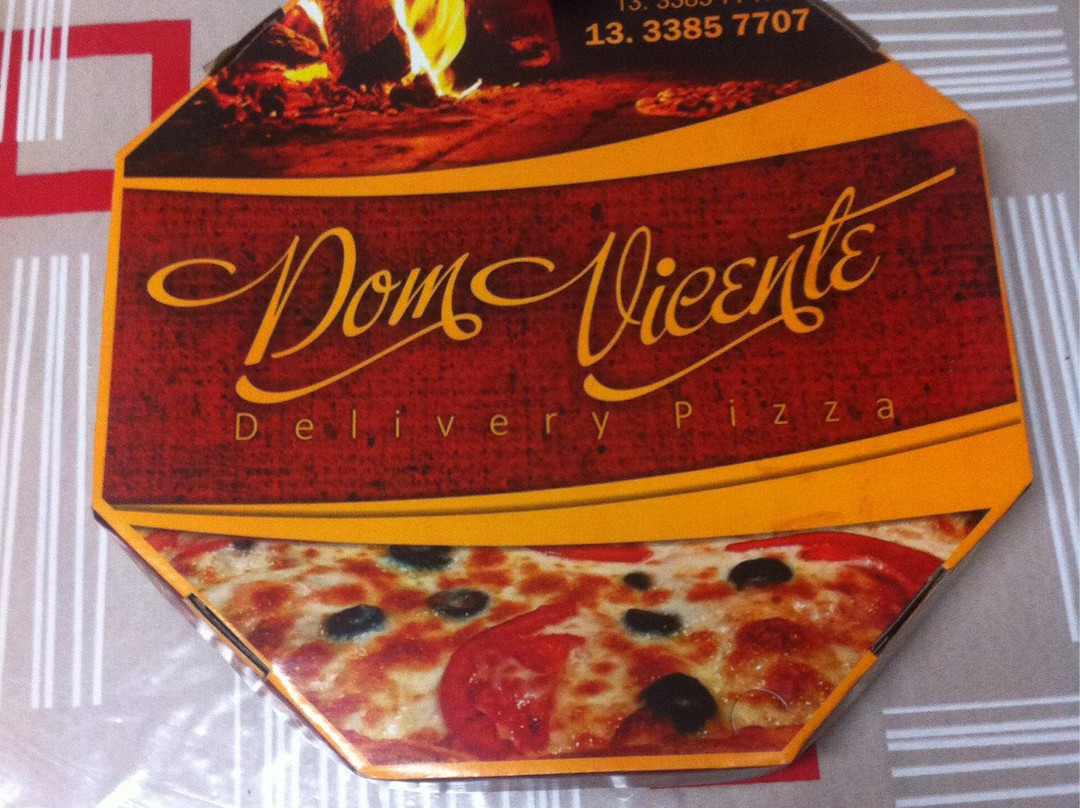 13. 3385 7707
Dom Vicente
Delivery Pizza